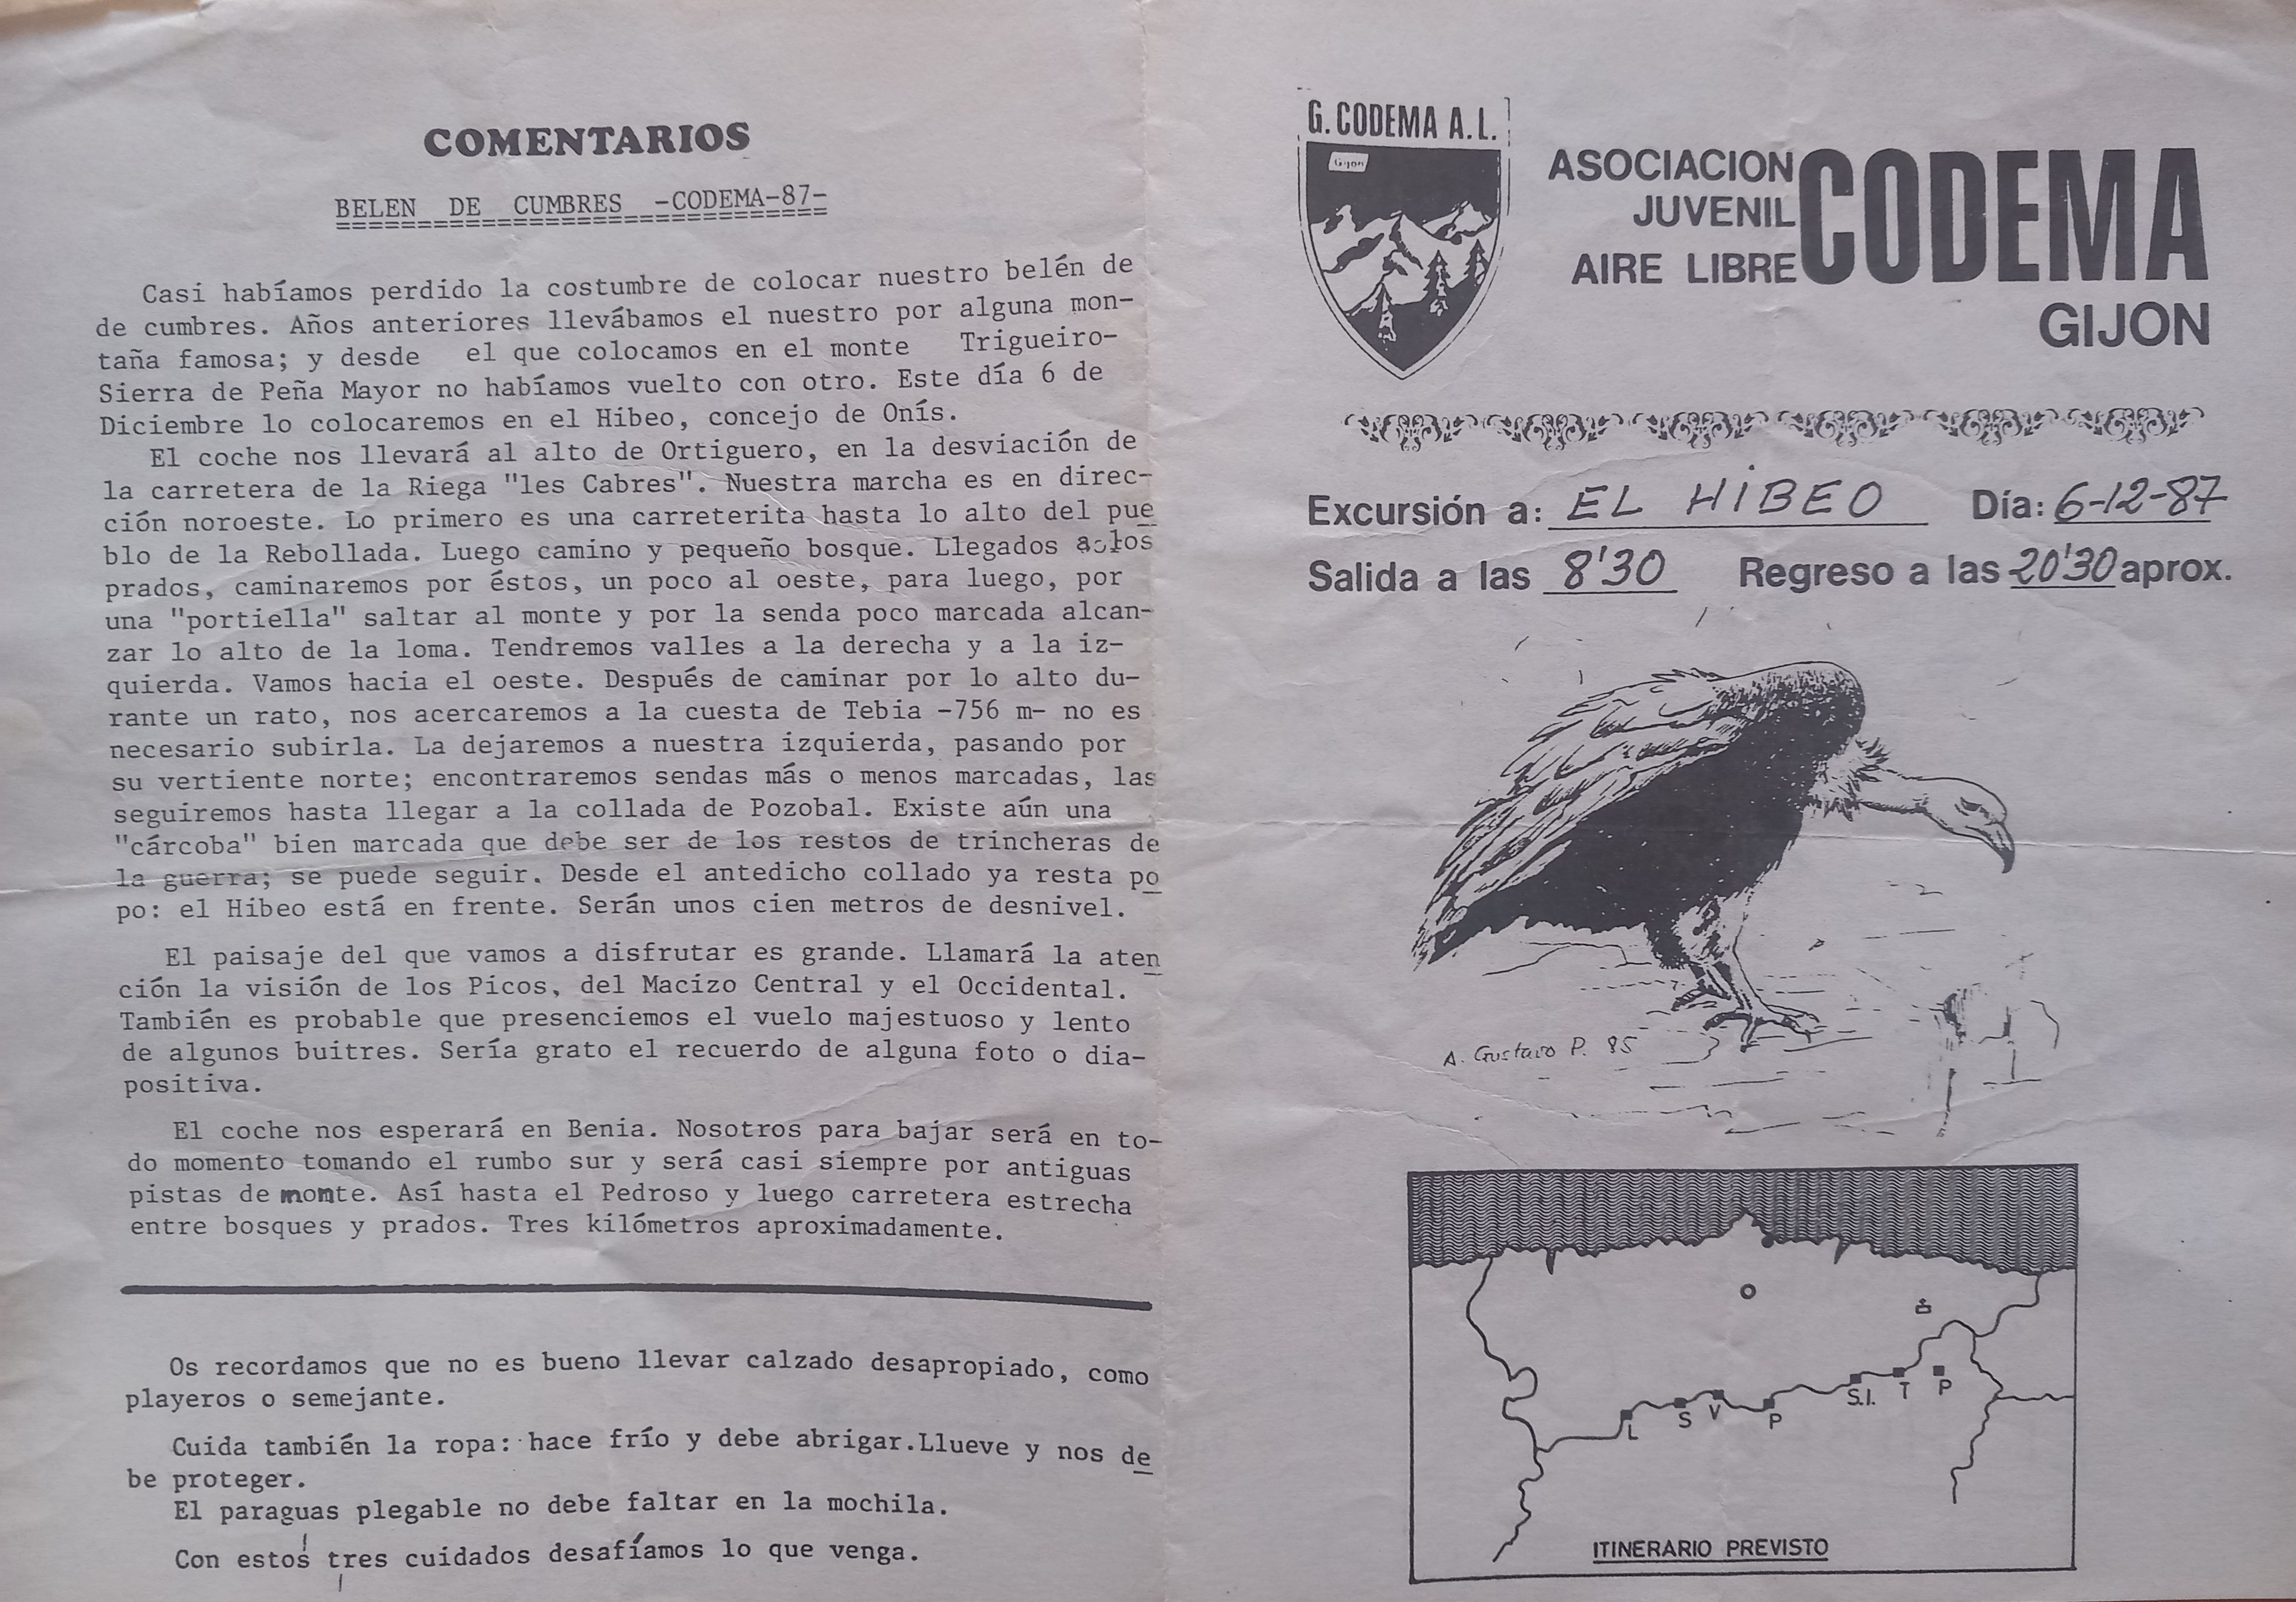 COMENTARIOS
BELEN DE CUMBRES -CODEMA-87-
Casi habíamos perdido la costumbre de colocar nuestro belén de
de cumbres. Años anteriores llevábamos el nuestro por alguna mon-
taña famosa; y desde el que colocamos en el monte Trigueiro-
Sierra de Peña Mayor no habíamos vuelto con otro. Este día 6 de
Diciembre lo colocaremos en el Hibeo, concejo de Onís.
El coche nos llevará al alto de Ortiguero, en la desviación de
la carretera de la Riega "les Cabres". Nuestra marcha es en direc-
ción noroeste. Lo primero es una carreterita hasta lo alto del pue
blo de la Rebollada. Luego camino y pequeño bosque. Llegados a los
prados, caminaremos por éstos, un poco al oeste, para luego, por
una "portiella" saltar al monte y por la senda poco marcada alcan-
zar lo alto de la loma. Tendremos valles a la derecha y a la iz-
quierda. Vamos hacia el oeste. Después de caminar por lo alto du-
rante un rato, nos acercaremos a la cuesta de Tebia -756 m- no es
necesario subirla. La dejaremos a nuestra izquierda, pasando por
su vertiente norte; encontraremos sendas más o menos marcadas, las
seguiremos hasta llegar a la collada de Pozobal. Existe aún una
"cárcoba" bien marcada que debe ser de los restos de trincheras de
la guerra; se puede seguir. Desde el antedicho collado ya resta po
po: el Hibeo está en frente. Serán unos cien metros de desnivel.
El paisaje del que vamos a disfrutar es grande. Llamará la aten
ción la visión de los Picos, del Macizo Central y el Occidental.
También es probable que presenciemos el vuelo majestuoso y lento
de algunos buitres. Sería grato el recuerdo de alguna foto o dia-
positiva.
El coche nos esperará en Benia. Nosotros para bajar será en to-
do momento tomando el rumbo sur y será casi siempre por antiguas
pistas de monte. Así hasta el Pedroso y luego carretera estrecha
entre bosques y prados. Tres kilómetros aproximadamente.
Os recordamos que no es bueno llevar calzado desapropiado, como
playeros o semejante.
Cuida también la ropa: hace frío y debe abrigar.Llueve y nos de
be proteger.
El paraguas plegable no debe faltar en la mochila.
Con estos tres cuidados desafíamos lo que venga.
G. CODEMA A.L.
Gijon
ASOCIACION
JUVENIL
AIRE LIBRE
CODEMA
GIJON
Excursión a: EL HIBEO Día: 6-12-87
Salida a las 8'30 Regreso a las 20'30 aprox.
A. Gustavo P. 85
L S V P S.I. T P
ITINERARIO PREVISTO